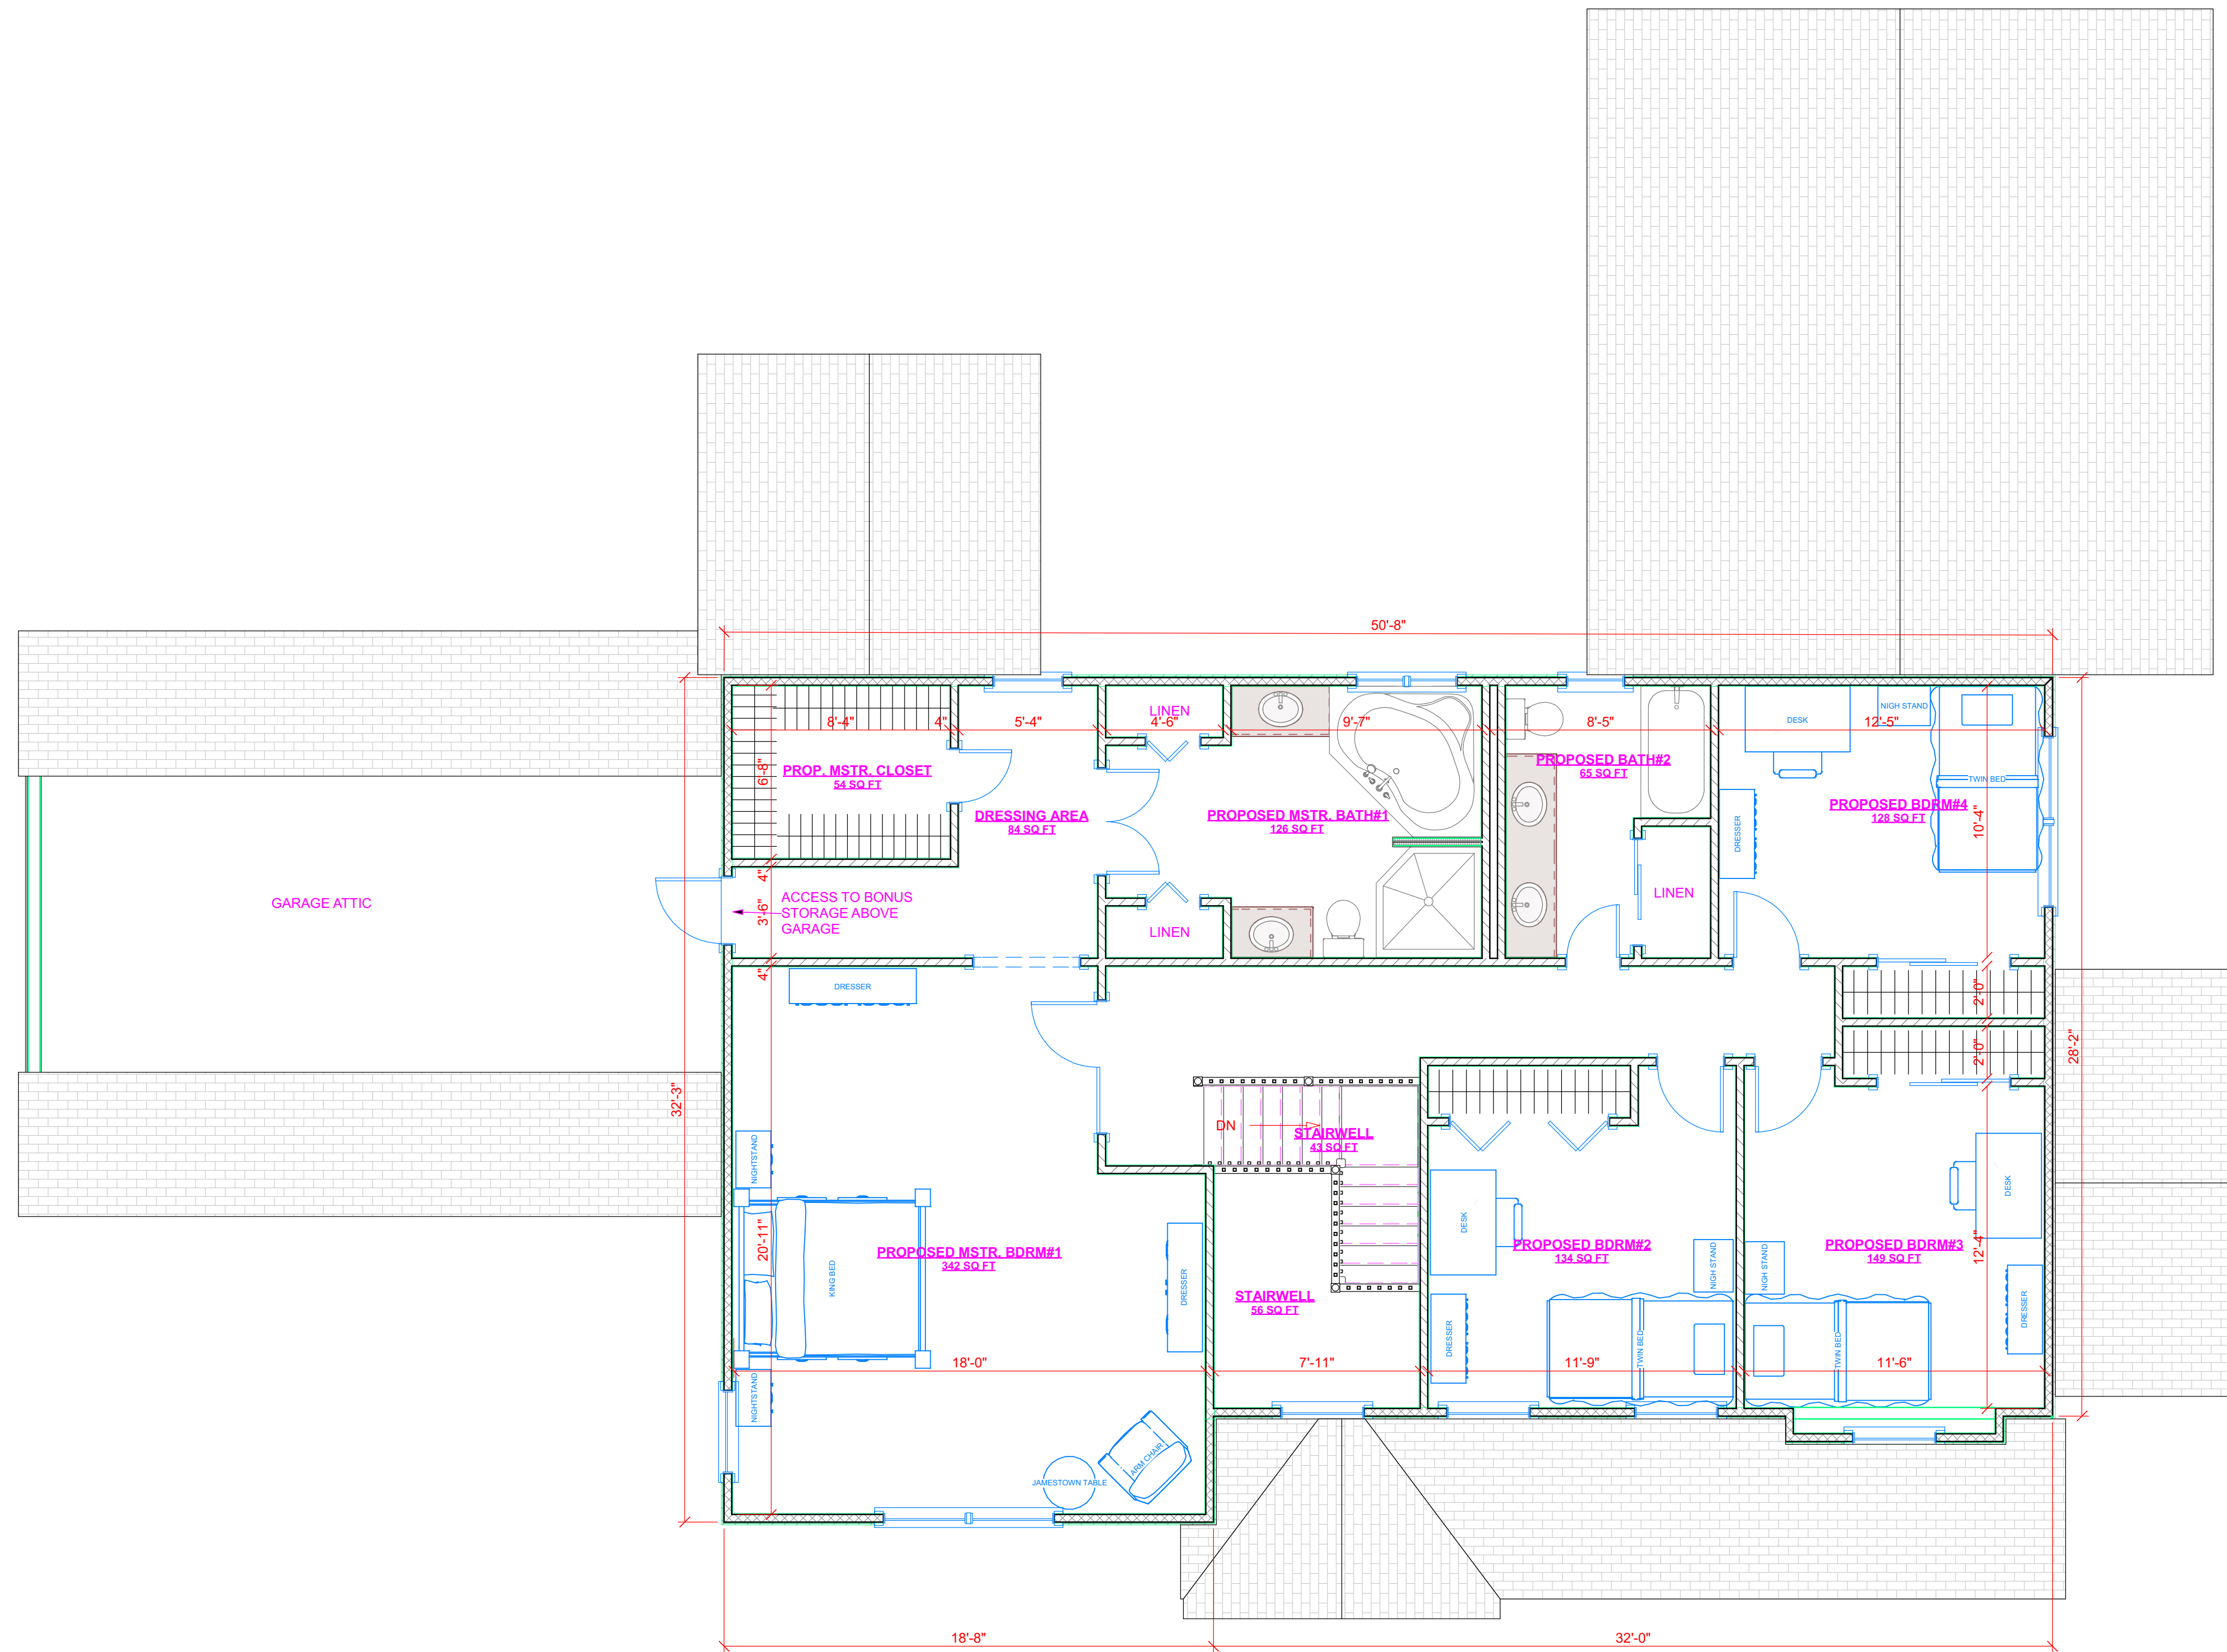 50'-8"
LINEN
8'-4"
4"
5'-4"
4'-6"
9'-7"
8'-5"
12'-5"
DESK
NIGH STAND
TWIN BED
PROP. MSTR. CLOSET
54 SQ FT
6'-8"
DRESSING AREA
84 SQ FT
PROPOSED MSTR. BATH#1
126 SQ FT
PROPOSED BATH#2
65 SQ FT
PROPOSED BDRM#4
128 SQ FT
10'-4"
DRESSER
GARAGE ATTIC
4"
3'-6"
4"
ACCESS TO BONUS
STORAGE ABOVE
GARAGE
LINEN
LINEN
DRESSER
2'-0"
2'-0"
28'-2"
32'-3"
DN
STAIRWELL
43 SQ FT
NIGHTSTAND
KING BED
20'-11"
PROPOSED MSTR. BDRM#1
342 SQ FT
DRESSER
STAIRWELL
56 SQ FT
DESK
PROPOSED BDRM#2
134 SQ FT
NIGH STAND
NIGH STAND
PROPOSED BDRM#3
149 SQ FT
12'-4"
DESK
DRESSER
DRESSER
TWIN BED
TWIN BED
18'-0"
7'-11"
11'-9"
11'-6"
NIGHTSTAND
ARM CHAIR
JAMESTOWN TABLE
18'-8"
32'-0"